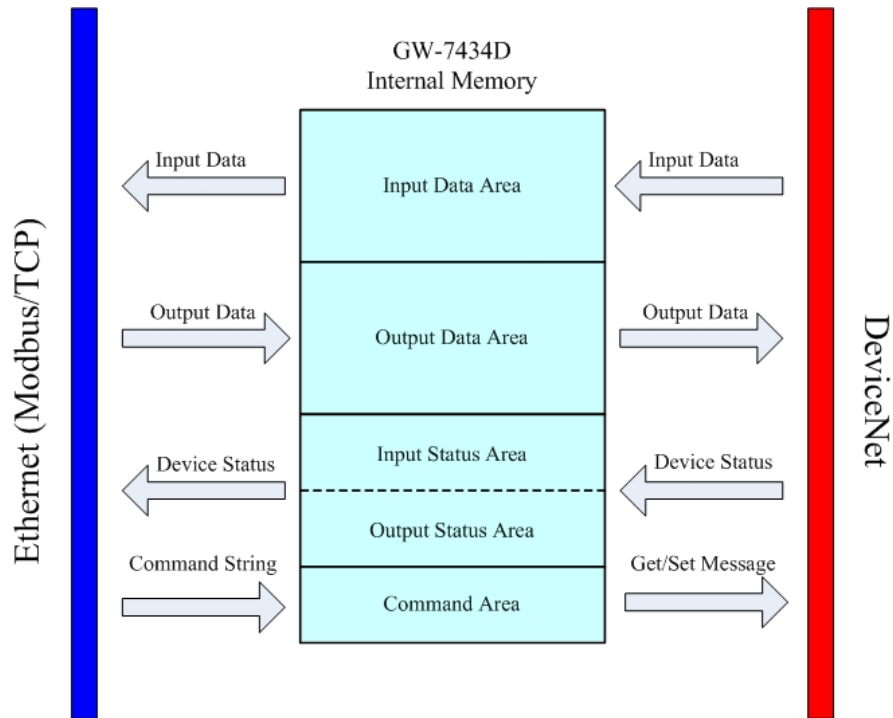 GW-7434D
Internal Memory
Ethernet (Modbus/TCP)
DeviceNet
Input Data
Input Data Area
Input Data
Output Data
Output Data Area
Output Data
Device Status
Input Status Area
Device Status
Output Status Area
Command String
Command Area
Get/Set Message